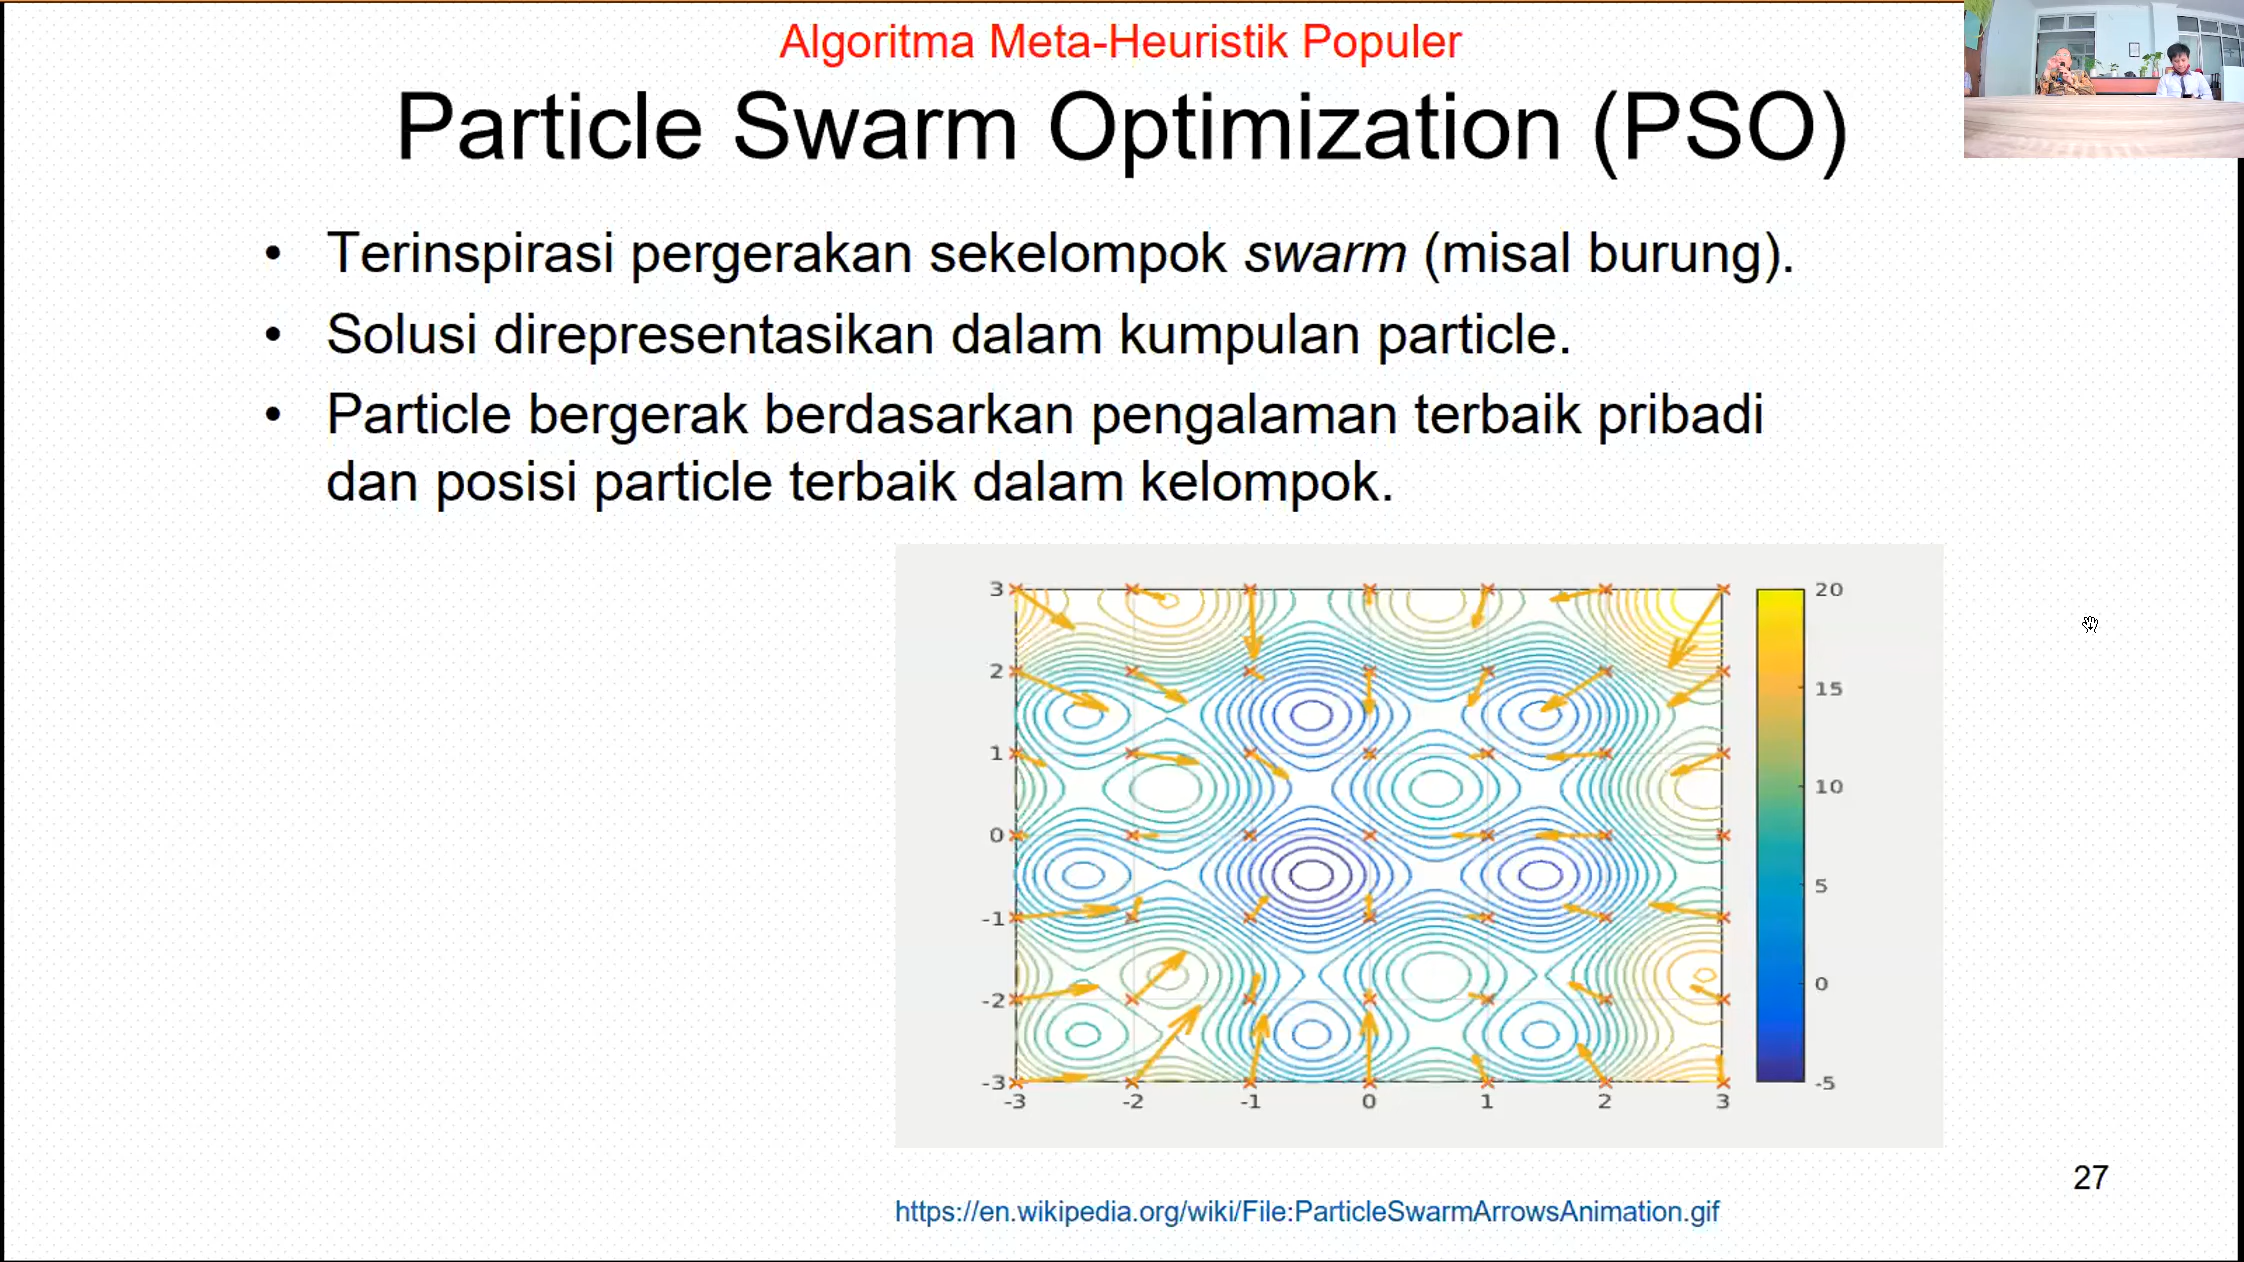 Algoritma Meta-Heuristik Populer
Particle Swarm Optimization (PSO)
• Terinspirasi pergerakan sekelompok swarm (misal burung).
• Solusi direpresentasikan dalam kumpulan particle.
• Particle bergerak berdasarkan pengalaman terbaik pribadi
dan posisi particle terbaik dalam kelompok.
3
2
1
0
-1
-2
-3
-3 -2 -1 0 1 2 3
20
15
10
5
0
-5
27
https://en.wikipedia.org/wiki/File:ParticleSwarmArrowsAnimation.gif